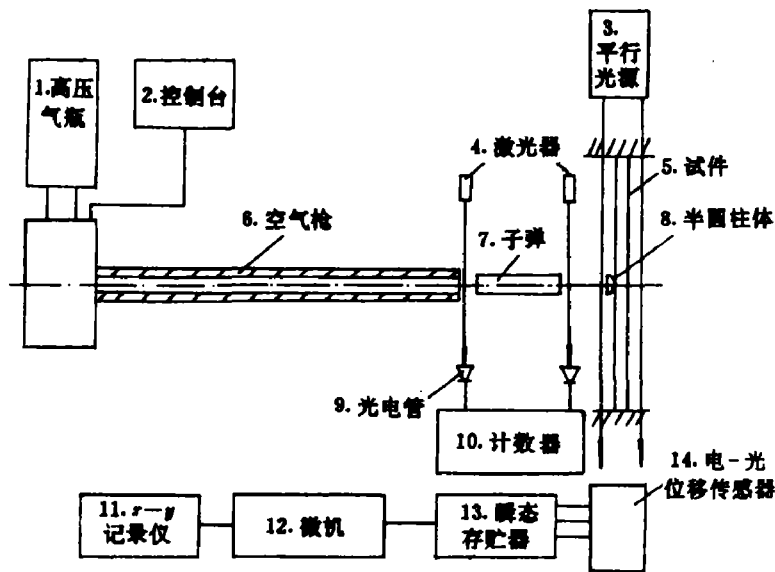 3.
平行
光源
1.高压
气瓶
2.控制台
4.激光器
5.试件
6.空气枪
7.子弹
8.半圆柱体
9.光电管
10.计数器
14.电-光
位移传感器
11.x-y
记录仪
12.微机
13.瞬态
存贮器